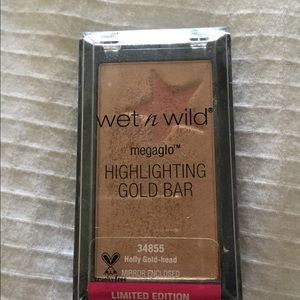 wet n wild®
megaglo™
HIGHLIGHTING
GOLD BAR
34855
Holly Gold-head
MIRROR ENCLOSED
LIMITED EDITION